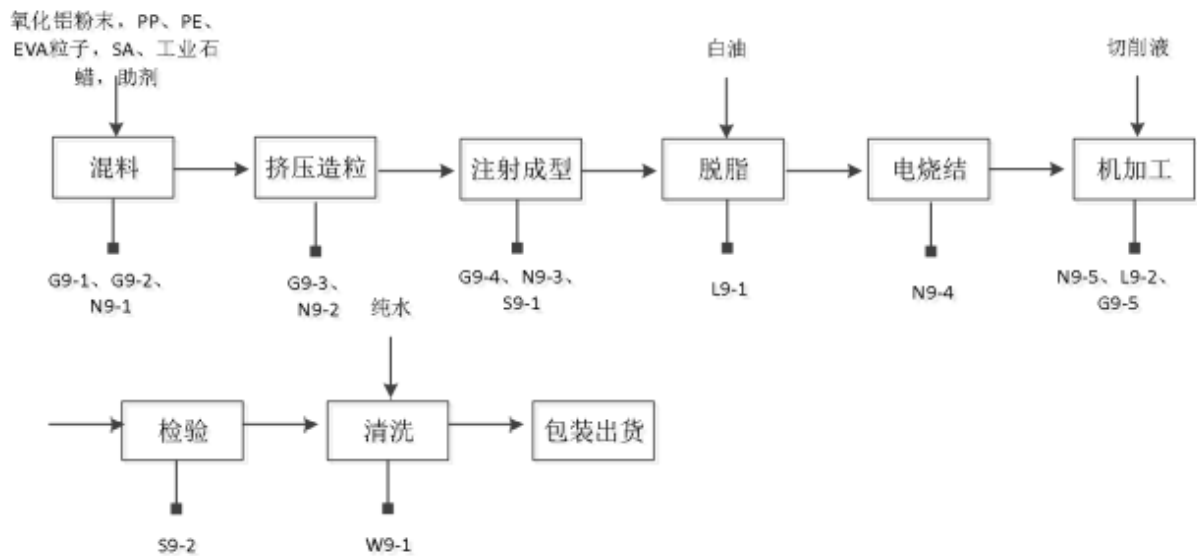 氧化铝粉末，PP、PE、
EVA粒子，SA、工业石
蜡，助剂
白油
切削液
混料
挤压造粒
注射成型
脱脂
电烧结
机加工
G9-1、G9-2、
N9-1
G9-3、
N9-2
G9-4、N9-3、
S9-1
L9-1
N9-4
N9-5、L9-2、
G9-5
纯水
检验
清洗
包装出货
S9-2
W9-1